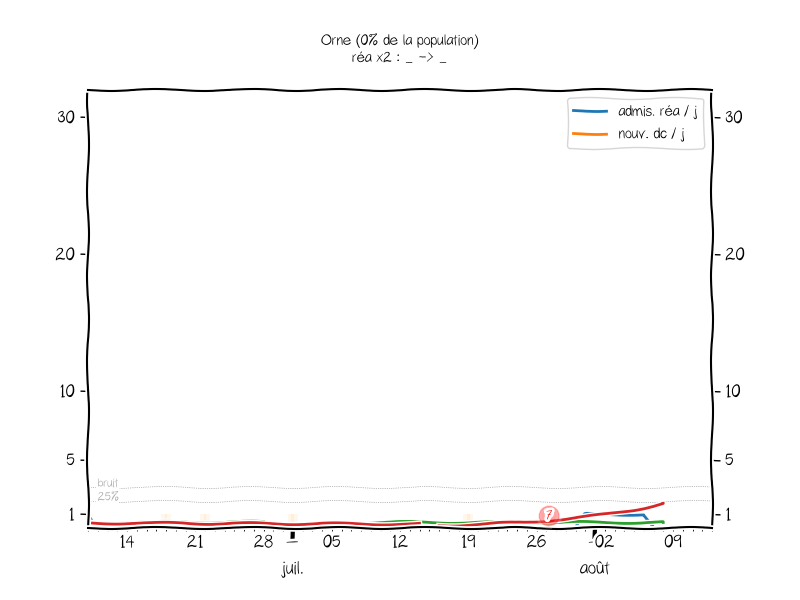 Orne (0% de la population)
réa x2 : _ -> _
admis. réa / j
nouv. dc / j
30 30
20 20
10 10
5 5
bruit
25%
1 1
7
14 21 28 05 12 19 26 02 09
juil. août